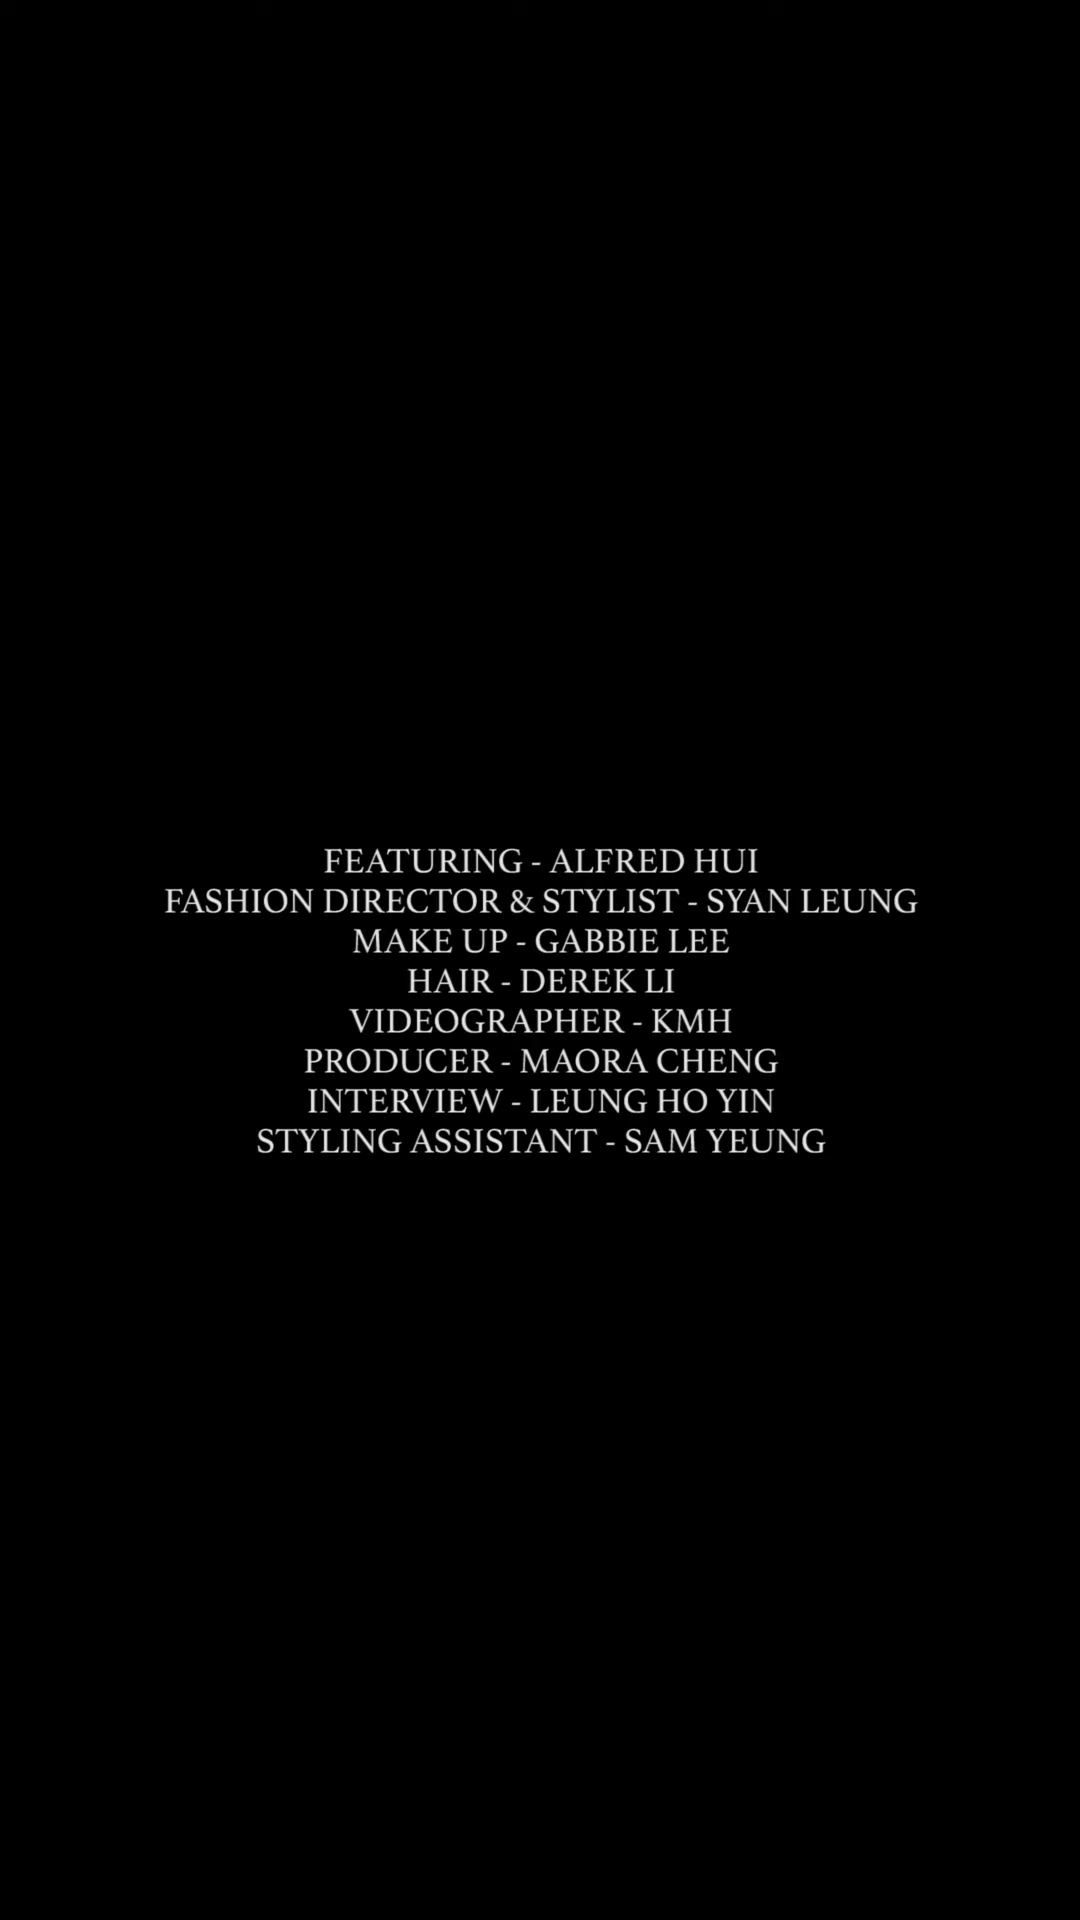 FEATURING - ALFRED HUI
FASHION DIRECTOR & STYLIST - SYAN LEUNG
MAKE UP - GABBIE LEE
HAIR - DEREK LI
VIDEOGRAPHER - KMH
PRODUCER - MAORA CHENG
INTERVIEW - LEUNG HO YIN
STYLING ASSISTANT - SAM YEUNG